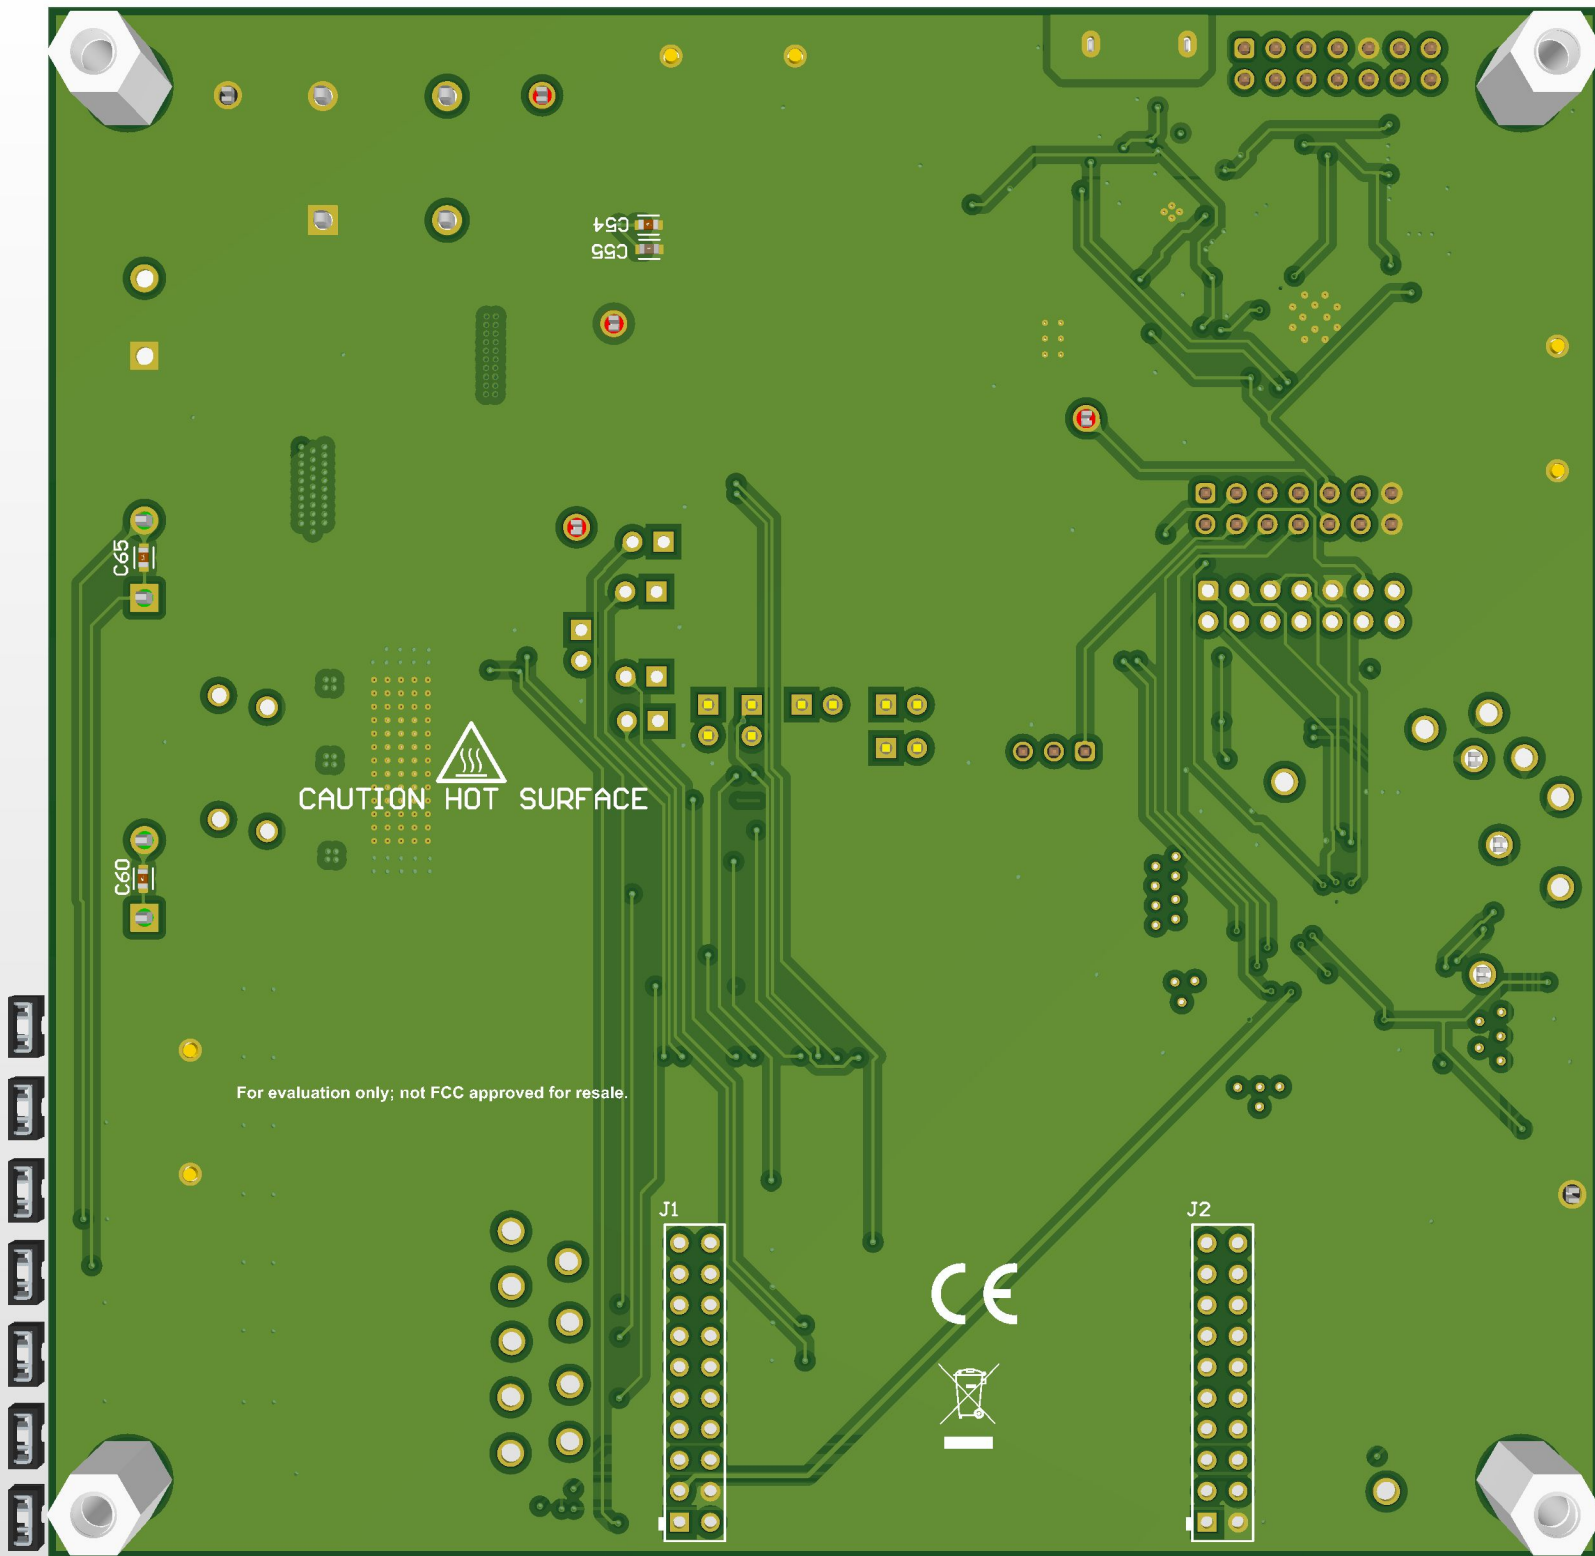 C54
C55
C65
CAUTION HOT SURFACE
C60
For evaluation only; not FCC approved for resale.
J1
J2
CE